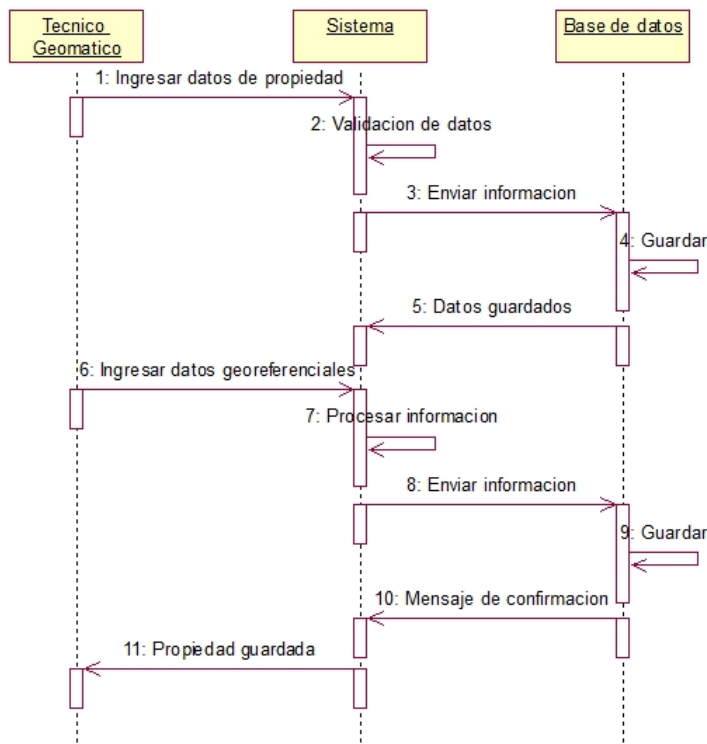 Tecnico
Geomatico
Sistema
Base de datos
1: Ingresar datos de propiedad
2: Validacion de datos
3: Enviar informacion
4: Guardar
5: Datos guardados
6: Ingresar datos georeferenciales
7: Procesar informacion
8: Enviar informacion
9: Guardar
10: Mensaje de confirmacion
11: Propiedad guardada